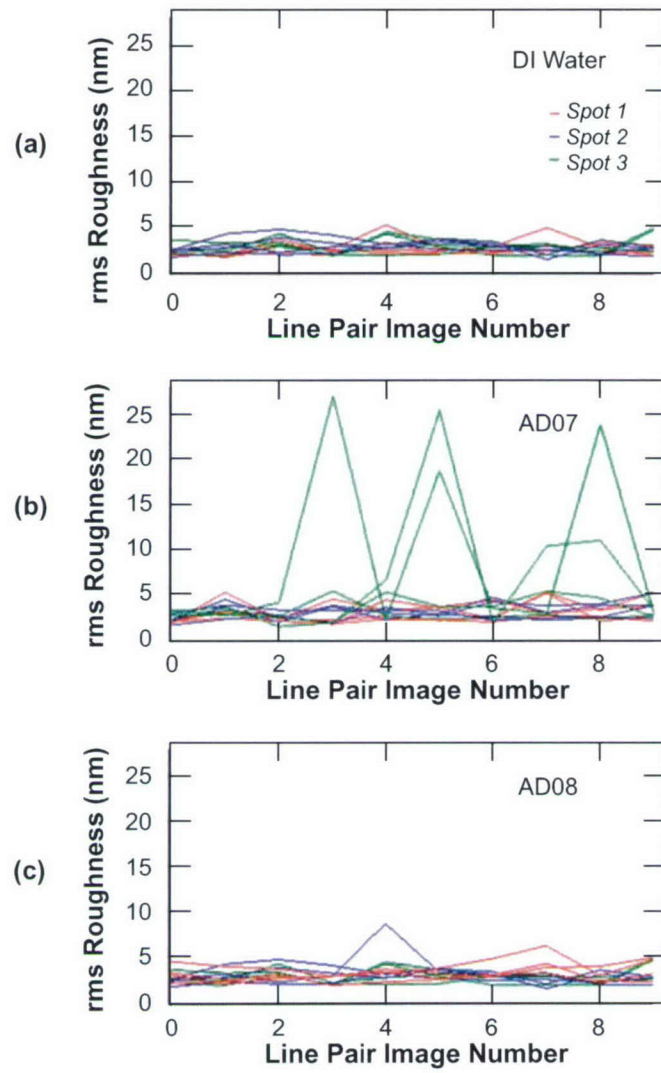 (a)
rms Roughness (nm)
25
20
15
10
5
0
DI Water
Spot 1
Spot 2
Spot 3
0 2 4 6 8
Line Pair Image Number
(b)
rms Roughness (nm)
25
20
15
10
5
0
AD07
0 2 4 6 8
Line Pair Image Number
(c)
rms Roughness (nm)
25
20
15
10
5
0
AD08
0 2 4 6 8
Line Pair Image Number